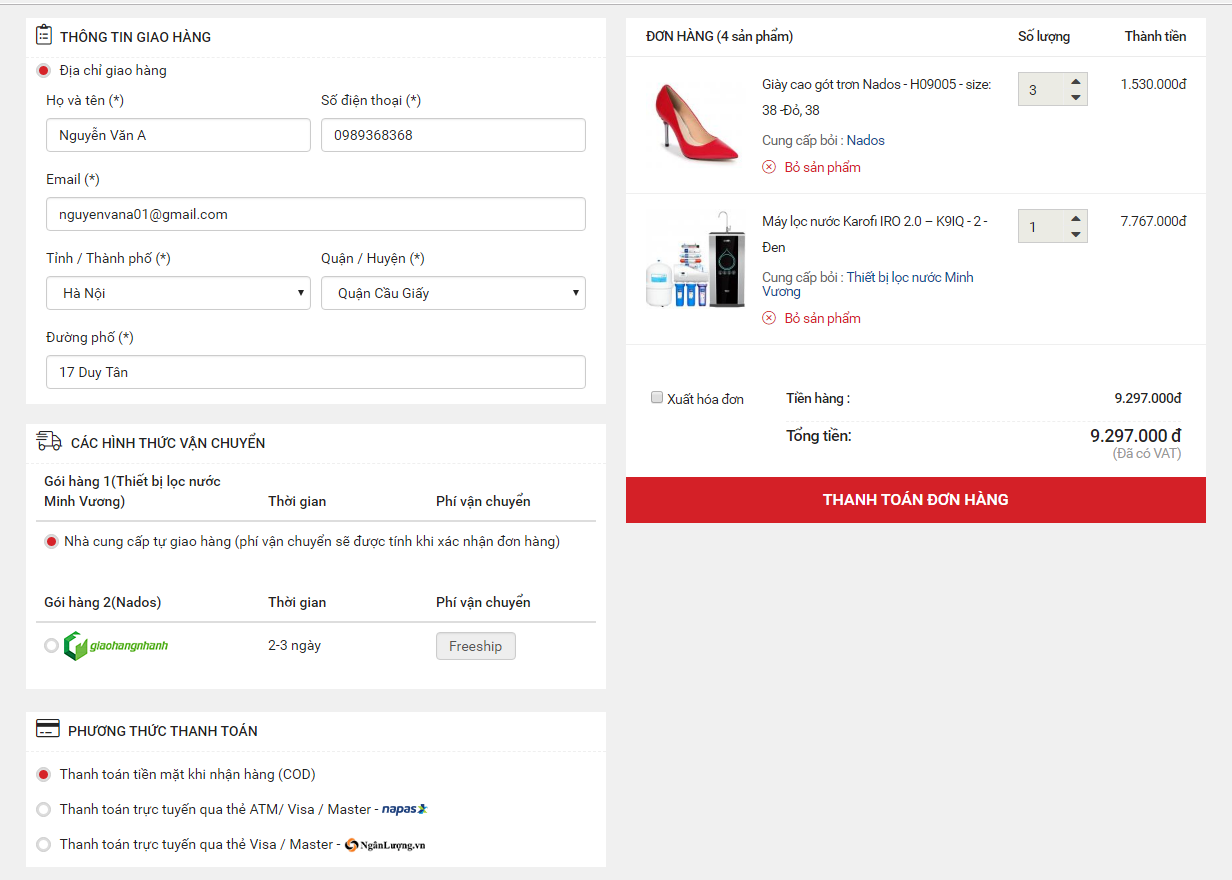 THÔNG TIN GIAO HÀNG
Địa chỉ giao hàng
Họ và tên (*) Số điện thoại (*)
Nguyễn Văn A 0989368368
Email (*)
nguyenvana01@gmail.com
Tỉnh / Thành phố (*) Quận / Huyện (*)
Hà Nội Quận Cầu Giấy
Đường phố (*)
17 Duy Tân
CÁC HÌNH THỨC VẬN CHUYỂN
Gói hàng 1(Thiết bị lọc nước
Minh Vương) Thời gian Phí vận chuyển
Nhà cung cấp tự giao hàng (phí vận chuyển sẽ được tính khi xác nhận đơn hàng)
Gói hàng 2(Nados) Thời gian Phí vận chuyển
giaohangnhanh 2-3 ngày Freeship
PHƯƠNG THỨC THANH TOÁN
Thanh toán tiền mặt khi nhận hàng (COD)
Thanh toán trực tuyến qua thẻ ATM/ Visa / Master - napas
Thanh toán trực tuyến qua thẻ Visa / Master - NgânLượng.vn
ĐƠN HÀNG (4 sản phẩm) Số lượng Thành tiền
Giày cao gót trơn Nados - H09005 - size: 3 1.530.000đ
38 -Đỏ, 38
Cung cấp bởi : Nados
Bỏ sản phẩm
Máy lọc nước Karofi IRO 2.0 – K9IQ - 2 - 1 7.767.000đ
Đen
Cung cấp bởi : Thiết bị lọc nước Minh
Vương
Bỏ sản phẩm
Xuất hóa đơn Tiền hàng : 9.297.000đ
Tổng tiền: 9.297.000 đ
(Đã có VAT)
THANH TOÁN ĐƠN HÀNG